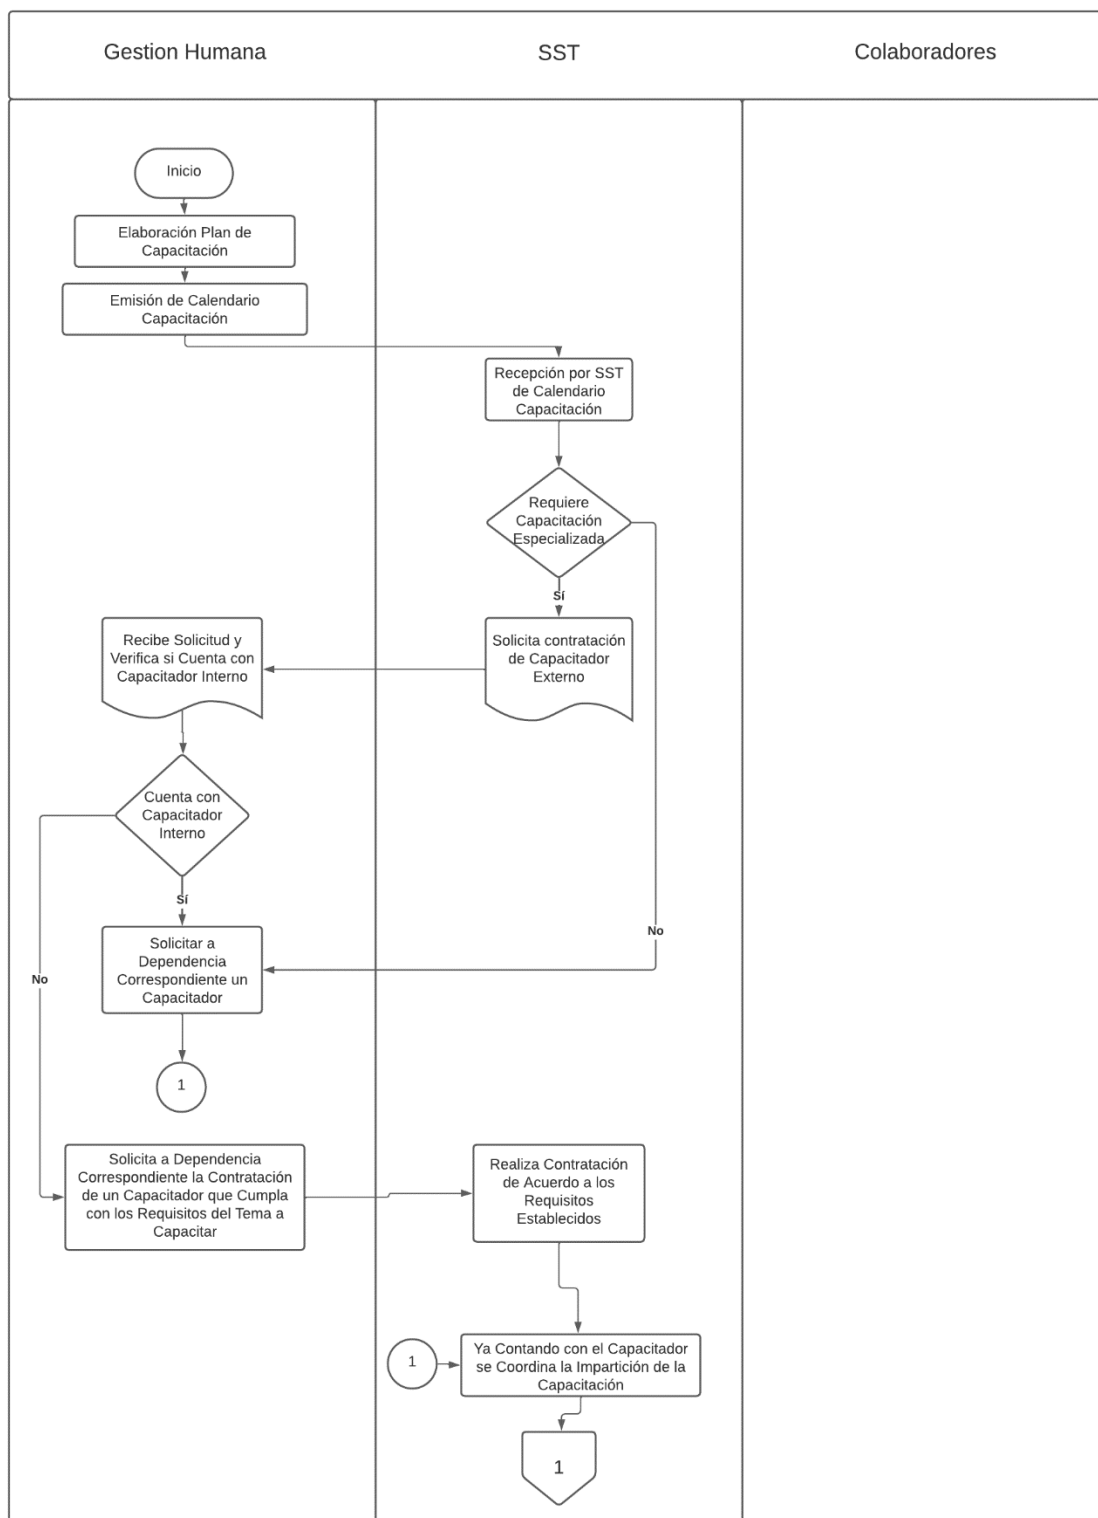 Gestion Humana
SST
Colaboradores
Inicio
Elaboración Plan de
Capacitación
Emisión de Calendario
Capacitación
Recepción por SST
de Calendario
Capacitación
Requiere
Capacitación
Especializada
Sí
Solicita contratación
de Capacitador
Externo
Recibe Solicitud y
Verifica si Cuenta con
Capacitador Interno
Cuenta con
Capacitador
Interno
Sí
No
No
Solicitar a
Dependencia
Correspondiente un
Capacitador
1
Solicita a Dependencia
Correspondiente la Contratación
de un Capacitador que Cumpla
con los Requisitos del Tema a
Capacitar
Realiza Contratación
de Acuerdo a los
Requisitos
Establecidos
1
Ya Contando con el Capacitador
se Coordina la Impartición de la
Capacitación
1